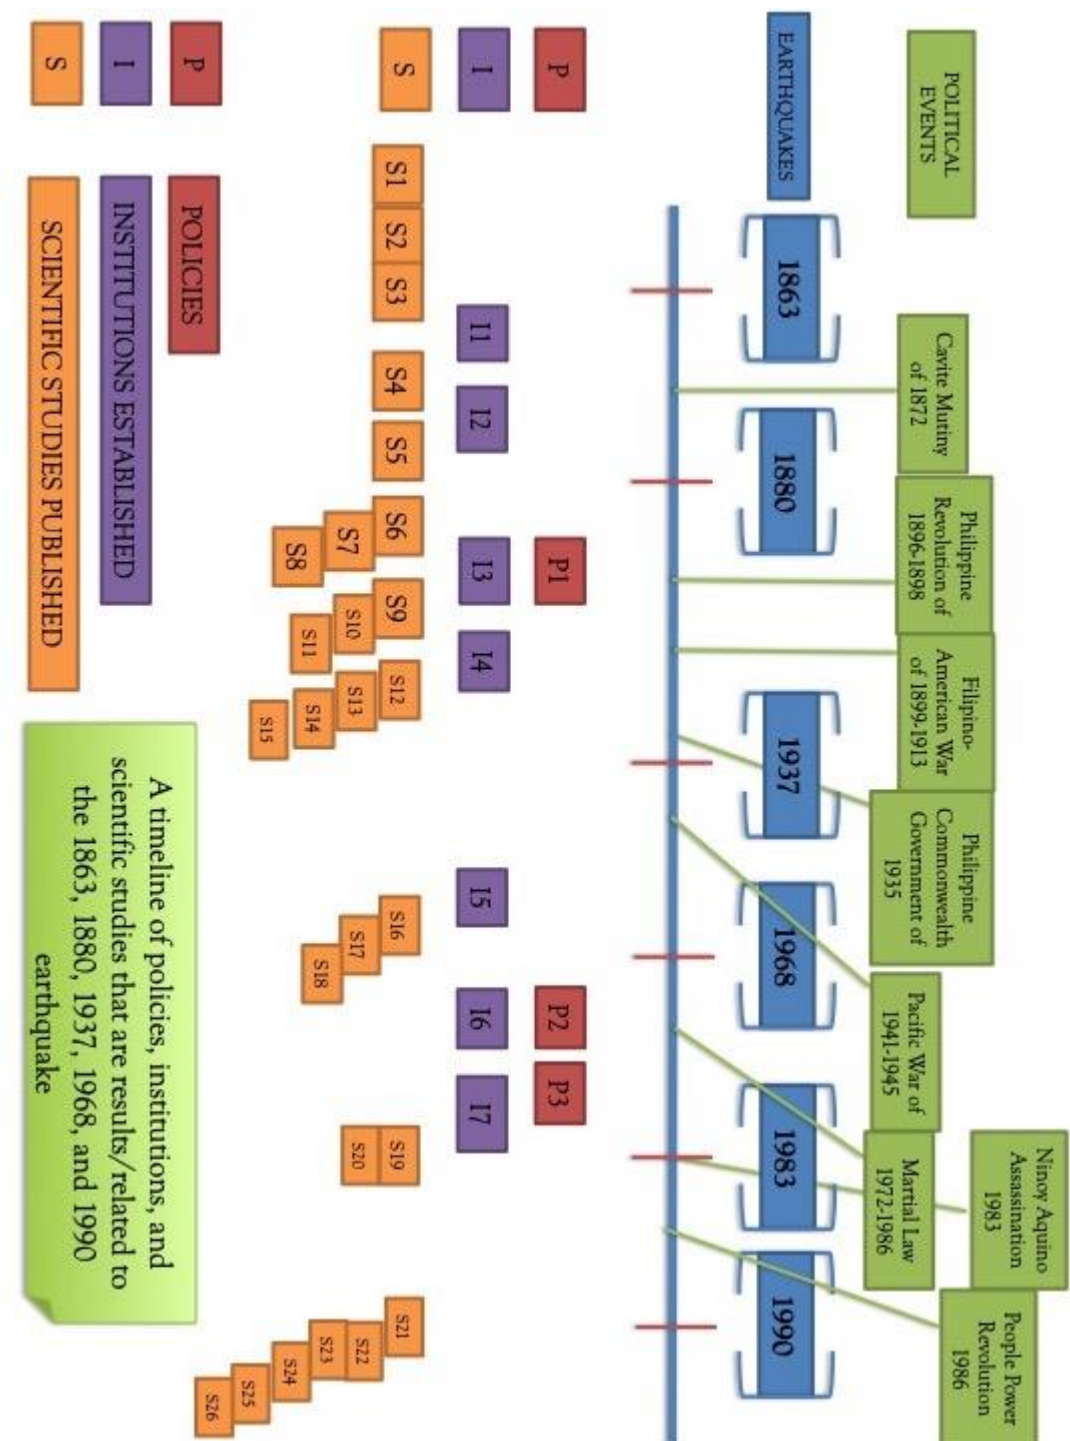 POLITICAL
EVENTS
Cavite Mutiny
of 1872
Philippine
Revolution of
1896-1898
Filipino-
American War
of 1899-1913
Philippine
Commonwealth
Government of
1935
Pacific War of
1941-1945
Martial Law
1972-1986
Ninoy Aquino
Assassination
1983
People Power
Revolution
1986
EARTHQUAKES
1863
1880
1937
1968
1983
1990
P
P1
P2
P3
I
I1
I2
I3
I4
I5
I6
I7
S
S1
S2
S3
S4
S5
S6
S7
S8
S9
S10
S11
S12
S13
S14
S15
S16
S17
S18
S19
S20
S21
S22
S23
S24
S25
S26
P
POLICIES
I
INSTITUTIONS ESTABLISHED
S
SCIENTIFIC STUDIES PUBLISHED
A timeline of policies, institutions, and
scientific studies that are results/related to
the 1863, 1880, 1937, 1968, and 1990
earthquake